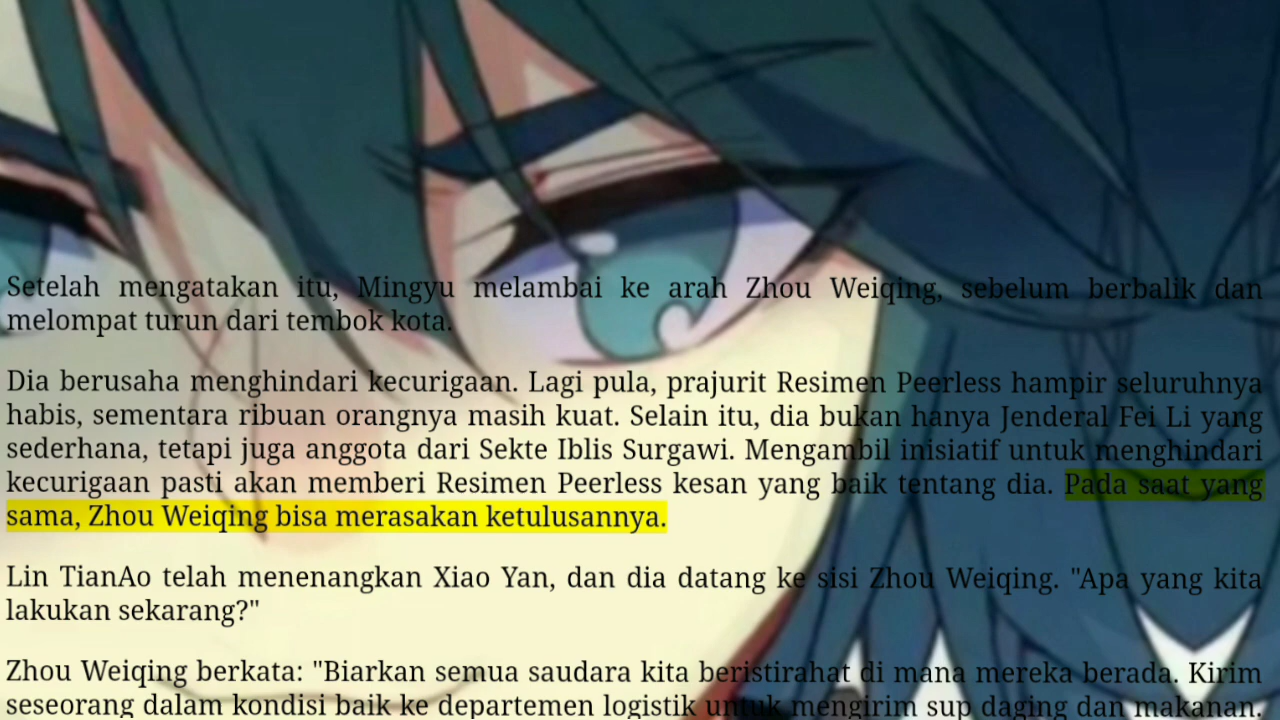 Setelah mengatakan itu, Mingyu melambai ke arah Zhou Weiqing, sebelum berbalik dan
melompat turun dari tembok kota.
Dia berusaha menghindari kecurigaan. Lagi pula, prajurit Resimen Peerless hampir seluruhnya
habis, sementara ribuan orangnya masih kuat. Selain itu, dia bukan hanya Jenderal Fei Li yang
sederhana, tetapi juga anggota dari Sekte Iblis Surgawi. Mengambil inisiatif untuk menghindari
kecurigaan pasti akan memberi Resimen Peerless kesan yang baik tentang dia. Pada saat yang
sama, Zhou Weiqing bisa merasakan ketulusannya.
Lin TianAo telah menenangkan Xiao Yan, dan dia datang ke sisi Zhou Weiqing. "Apa yang kita
lakukan sekarang?"
Zhou Weiqing berkata: "Biarkan semua saudara kita beristirahat di mana mereka berada. Kirim
seseorang dalam kondisi baik ke departemen logistik untuk mengirim sup daging dan makanan.